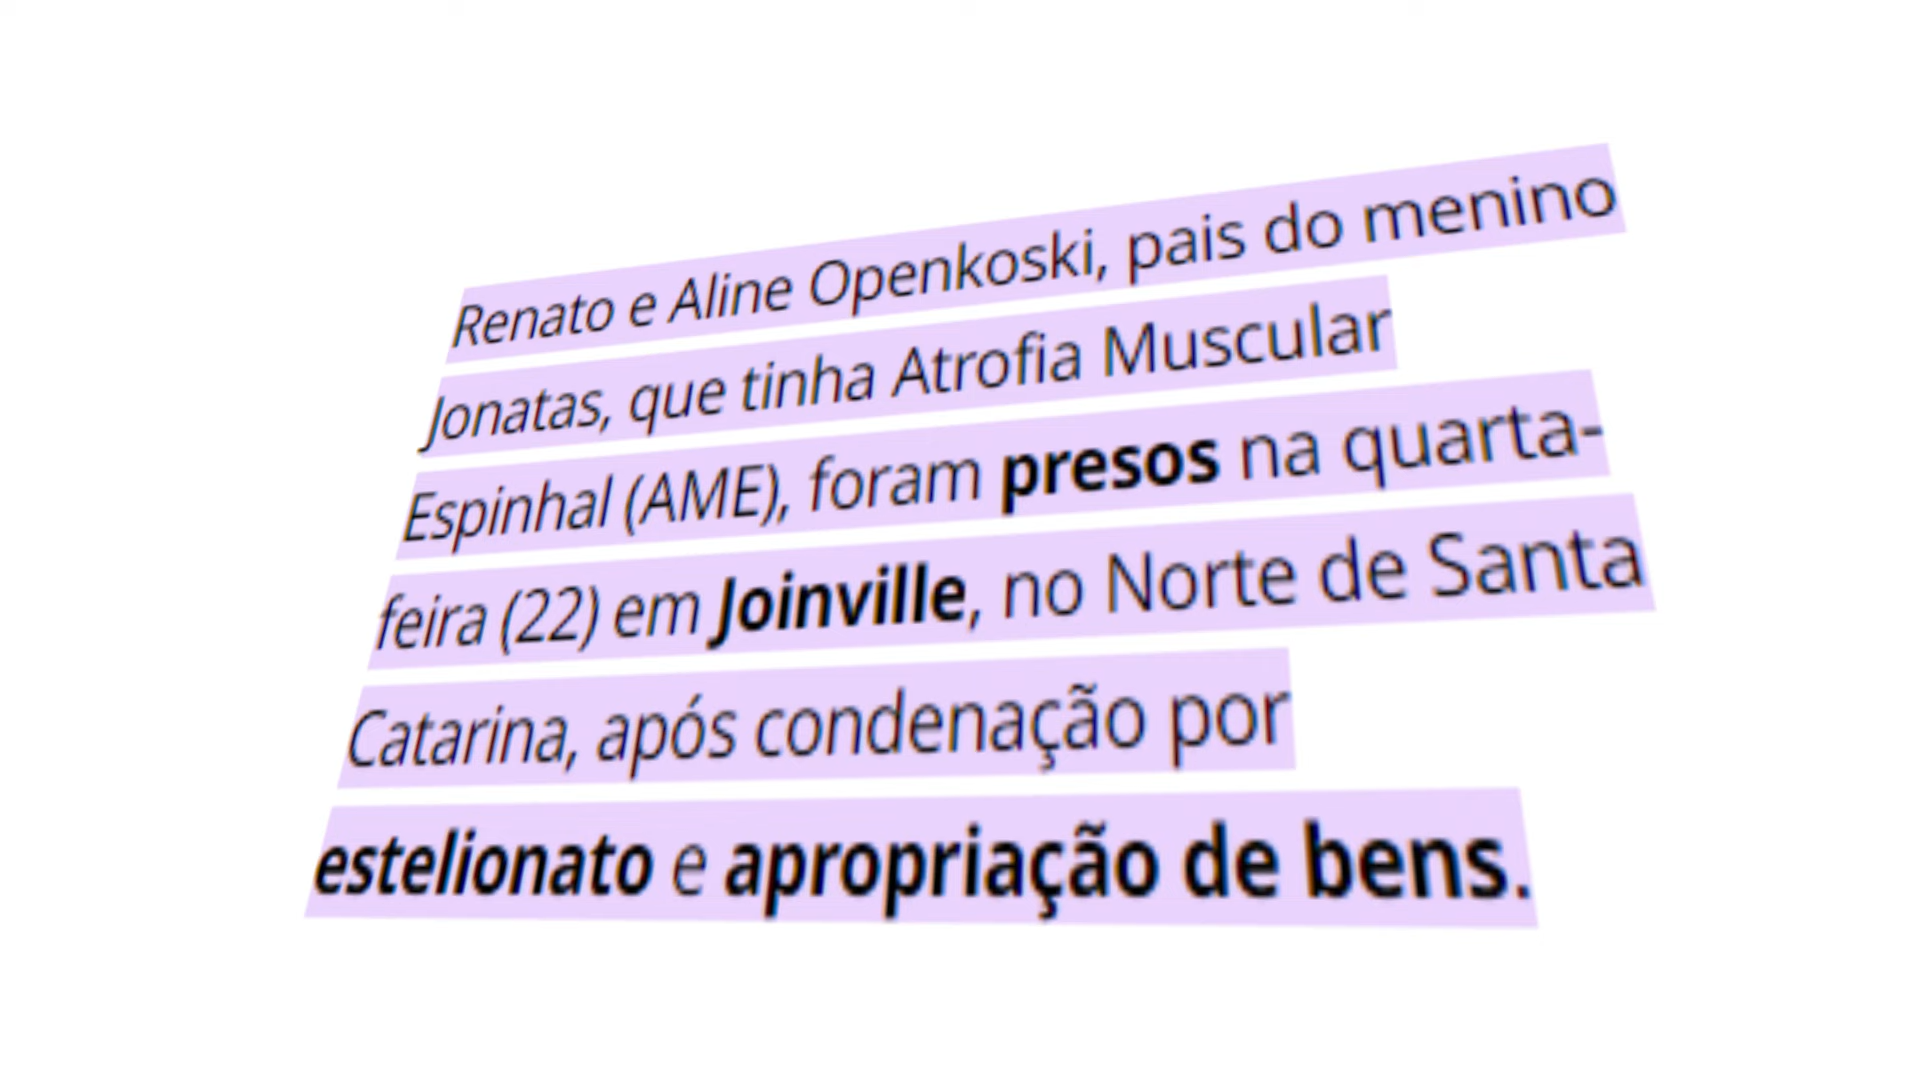 Renato e Aline Openkoski, pais do menino
Jonatas, que tinha Atrofia Muscular
Espinhal (AME), foram presos na quarta-
feira (22) em Joinville, no Norte de Santa
Catarina, após condenação por
estelionato e apropriação de bens.